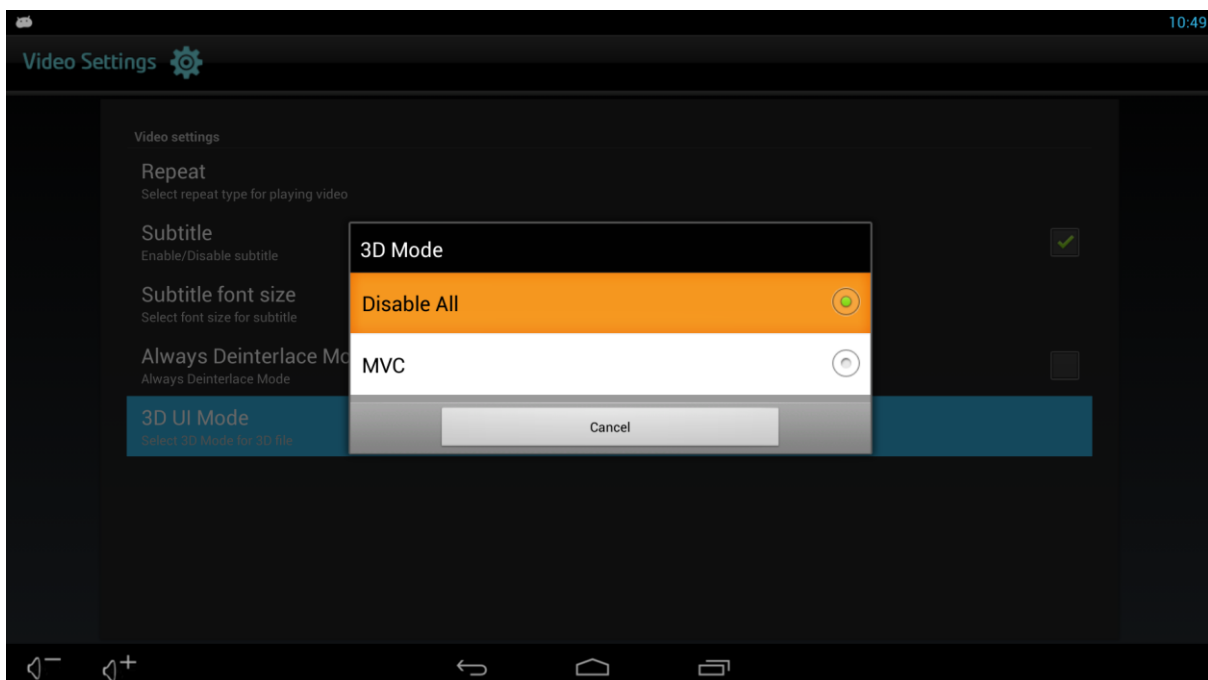 10:49
Video Settings
Video settings
Repeat
Select repeat type for playing video
Subtitle
Enable/Disable subtitle
Subtitle font size
Select font size for subtitle
Always Deinterlace Mo
Always Deinterlace Mode
3D UI Mode
Select 3D Mode for 3D file
3D Mode
Disable All
MVC
Cancel